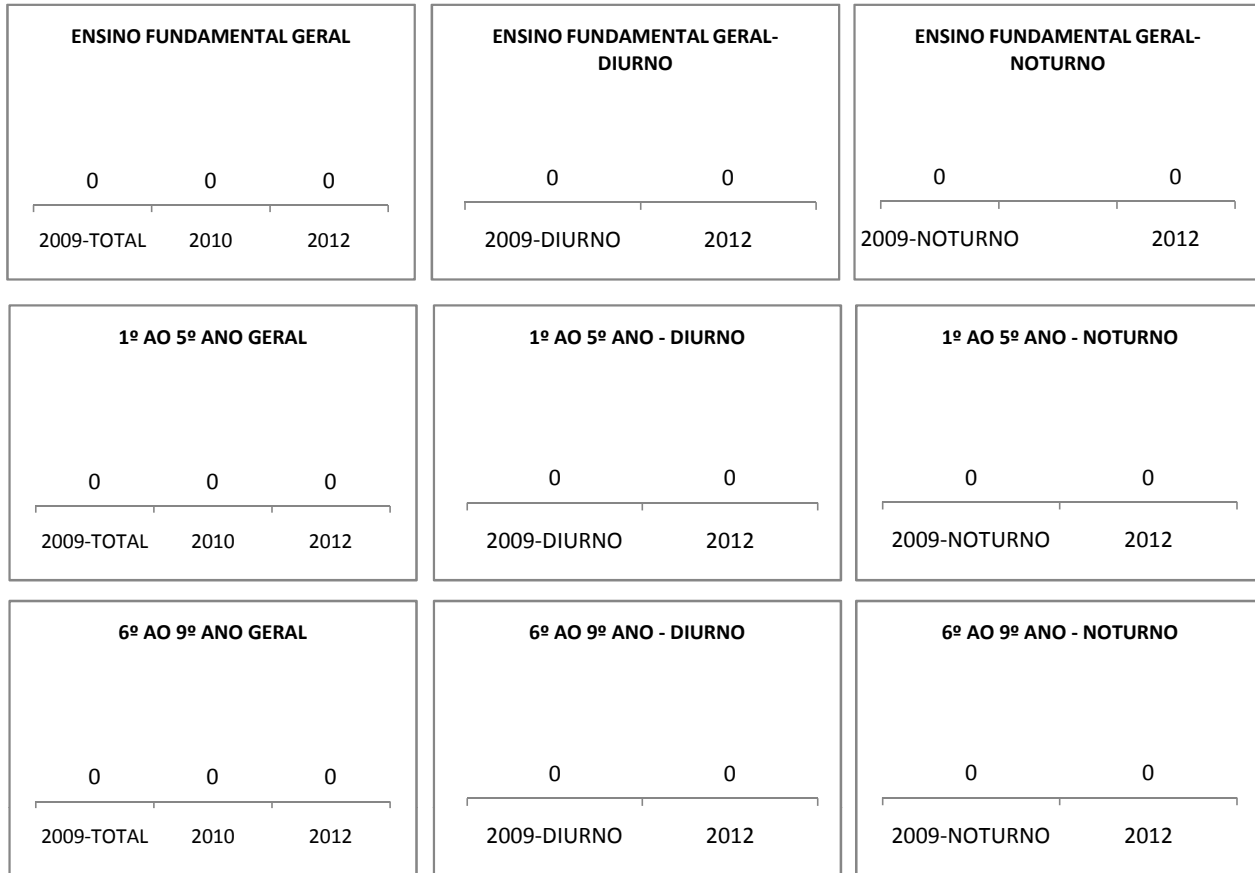 ENSINO FUNDAMENTAL GERAL
0 0 0
2009-TOTAL 2010 2012
ENSINO FUNDAMENTAL GERAL-
DIURNO
0 0
2009-DIURNO 2012
ENSINO FUNDAMENTAL GERAL-
NOTURNO
0 0
2009-NOTURNO 2012
1º AO 5º ANO GERAL
0 0 0
2009-TOTAL 2010 2012
1º AO 5º ANO - DIURNO
0 0
2009-DIURNO 2012
1º AO 5º ANO - NOTURNO
0 0
2009-NOTURNO 2012
6º AO 9º ANO GERAL
0 0 0
2009-TOTAL 2010 2012
6º AO 9º ANO - DIURNO
0 0
2009-DIURNO 2012
6º AO 9º ANO - NOTURNO
0 0
2009-NOTURNO 2012